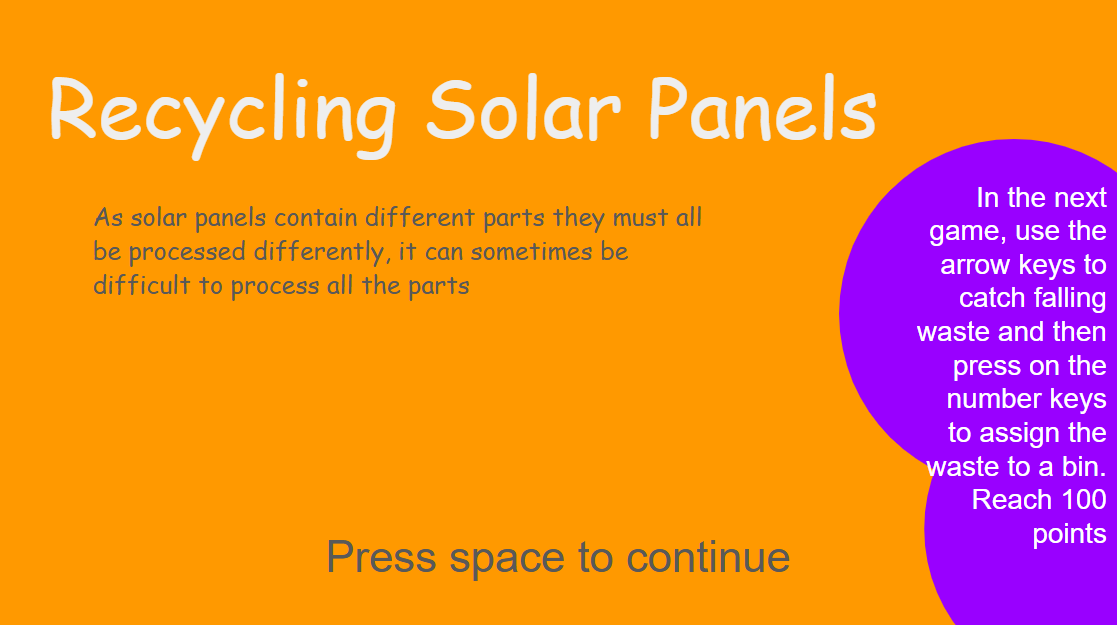 Recycling Solar Panels
As solar panels contain different parts they must all
be processed differently, it can sometimes be
difficult to process all the parts
In the next
game, use the
arrow keys to
catch falling
waste and then
press on the
number keys
to assign the
waste to a bin.
Reach 100
points
Press space to continue